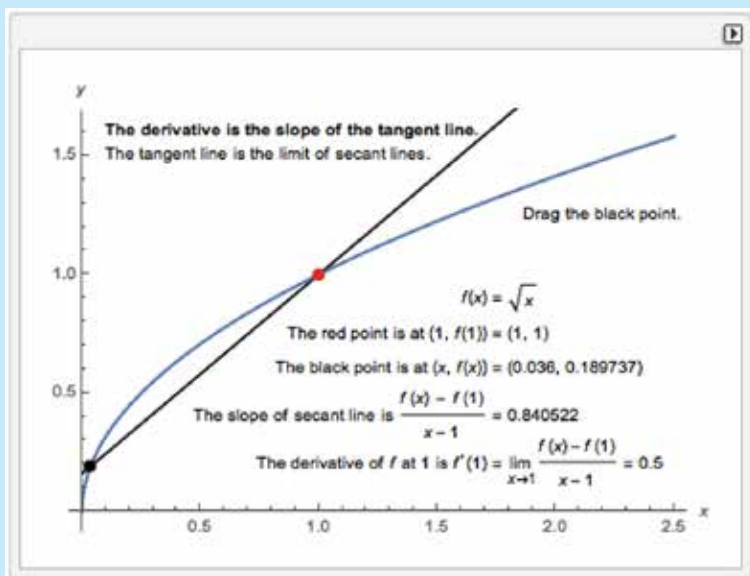 y
The derivative is the slope of the tangent line.
The tangent line is the limit of secant lines.
1.5
Drag the black point.
1.0
f(x) = √x
The red point is at (1, f(1)) = (1, 1)
The black point is at (x, f(x)) = (0.036, 0.189737)
0.5
The slope of secant line is (f(x) − f(1))/(x − 1) = 0.840522
The derivative of f at 1 is f′(1) = lim x→1 (f(x) − f(1))/(x − 1) = 0.5
x
0.5 1.0 1.5 2.0 2.5